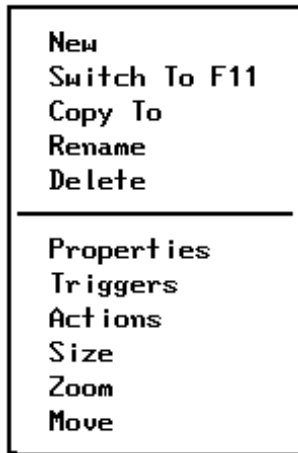 New
Switch To F11
Copy To
Rename
Delete
Properties
Triggers
Actions
Size
Zoom
Move